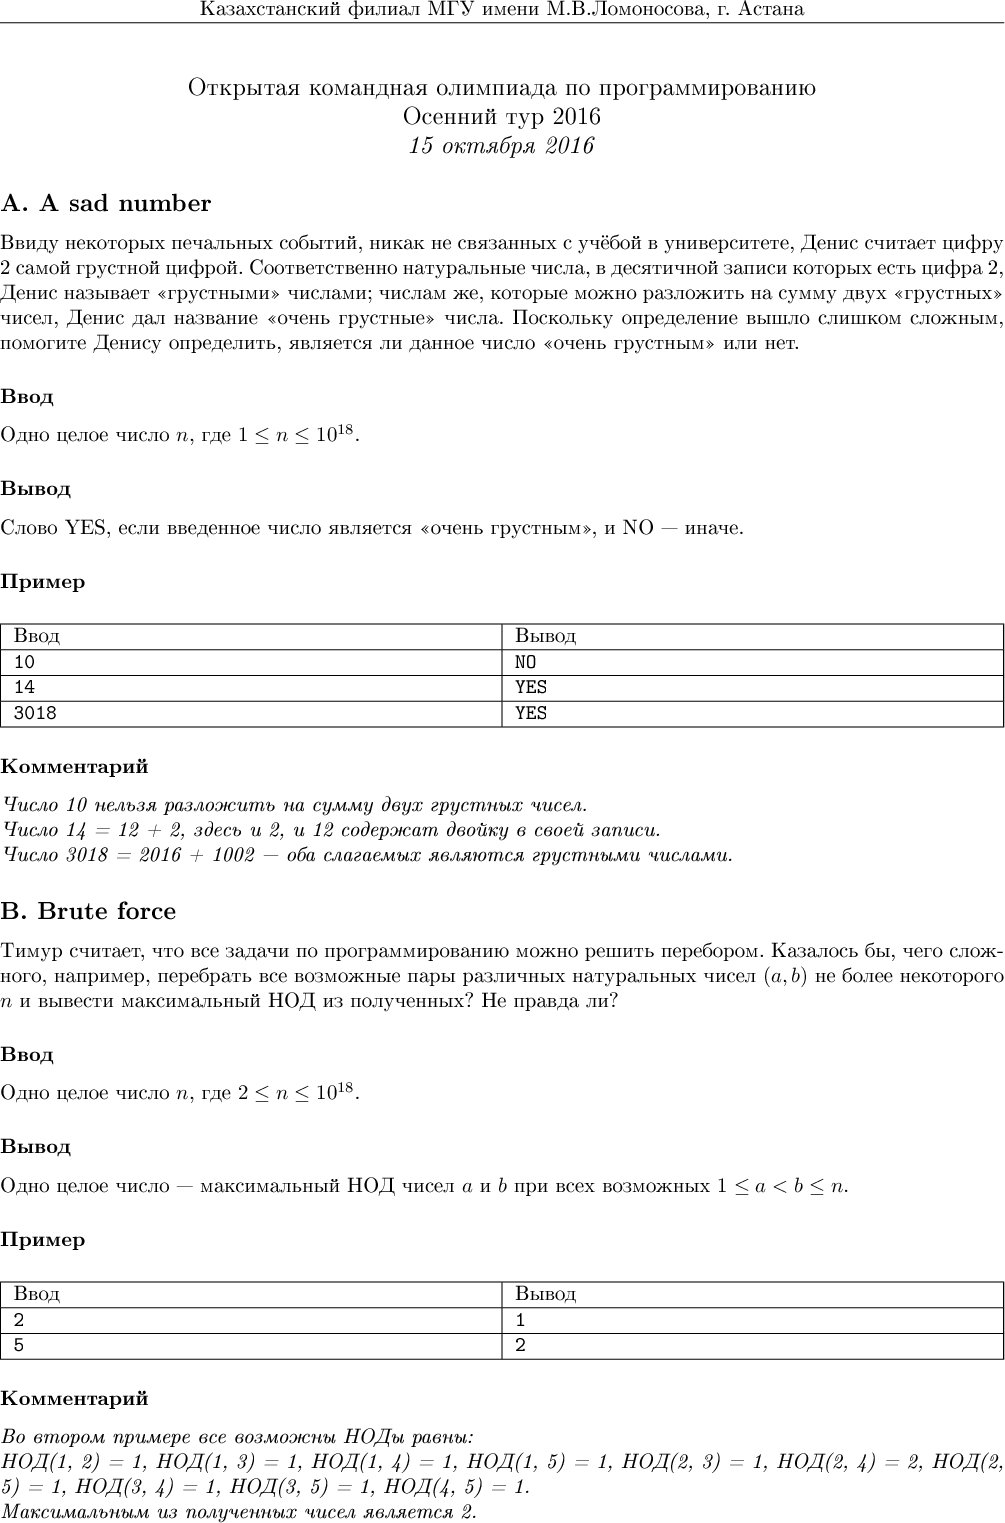 Казахстанский филиал МГУ имени М.В.Ломоносова, г. Астана
Открытая командная олимпиада по программированию
Осенний тур 2016
15 октября 2016
A. A sad number
Ввиду некоторых печальных событий, никак не связанных с учёбой в университете, Денис считает цифру
2 самой грустной цифрой. Соответственно натуральные числа, в десятичной записи которых есть цифра 2,
Денис называет «грустными» числами; числам же, которые можно разложить на сумму двух «грустных»
чисел, Денис дал название «очень грустные» числа. Поскольку определение вышло слишком сложным,
помогите Денису определить, является ли данное число «очень грустным» или нет.
Ввод
Одно целое число n, где 1 ≤ n ≤ 10¹⁸.
Вывод
Слово YES, если введенное число является «очень грустным», и NO — иначе.
Пример
Ввод Вывод
10 NO
14 YES
3018 YES
Комментарий
Число 10 нельзя разложить на сумму двух грустных чисел.
Число 14 = 12 + 2, здесь и 2, и 12 содержат двойку в своей записи.
Число 3018 = 2016 + 1002 — оба слагаемых являются грустными числами.
B. Brute force
Тимур считает, что все задачи по программированию можно решить перебором. Казалось бы, чего слож-
ного, например, перебрать все возможные пары различных натуральных чисел (a, b) не более некоторого
n и вывести максимальный НОД из полученных? Не правда ли?
Ввод
Одно целое число n, где 2 ≤ n ≤ 10¹⁸.
Вывод
Одно целое число — максимальный НОД чисел a и b при всех возможных 1 ≤ a < b ≤ n.
Пример
Ввод Вывод
2 1
5 2
Комментарий
Во втором примере все возможны НОДы равны:
НОД(1, 2) = 1, НОД(1, 3) = 1, НОД(1, 4) = 1, НОД(1, 5) = 1, НОД(2, 3) = 1, НОД(2, 4) = 2, НОД(2,
5) = 1, НОД(3, 4) = 1, НОД(3, 5) = 1, НОД(4, 5) = 1.
Максимальным из полученных чисел является 2.